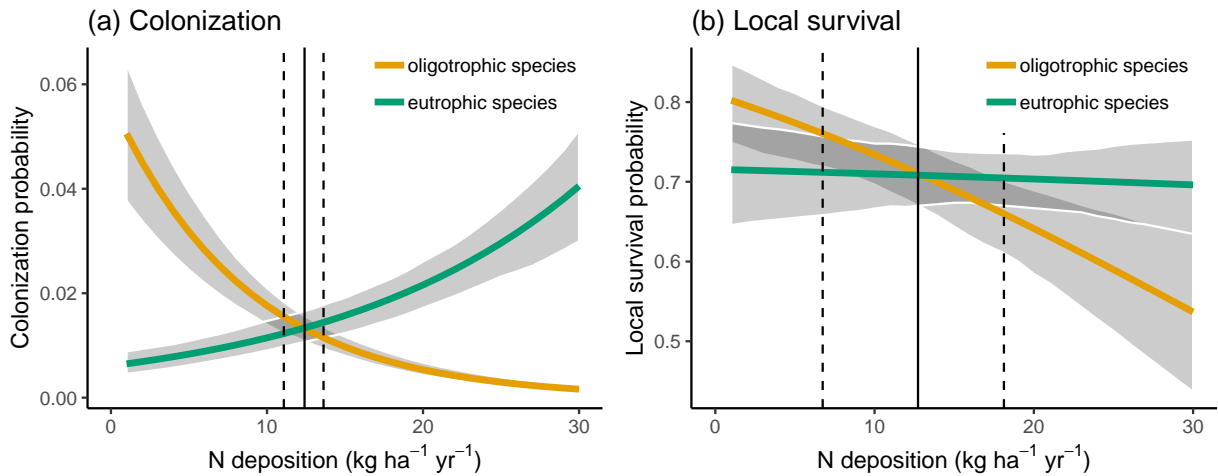 (a) Colonization
oligotrophic species
eutrophic species
Colonization probability
0.06
0.04
0.02
0.00
0
10
20
30
N deposition (kg ha⁻¹ yr⁻¹)
(b) Local survival
oligotrophic species
eutrophic species
Local survival probability
0.8
0.7
0.6
0.5
0
10
20
30
N deposition (kg ha⁻¹ yr⁻¹)